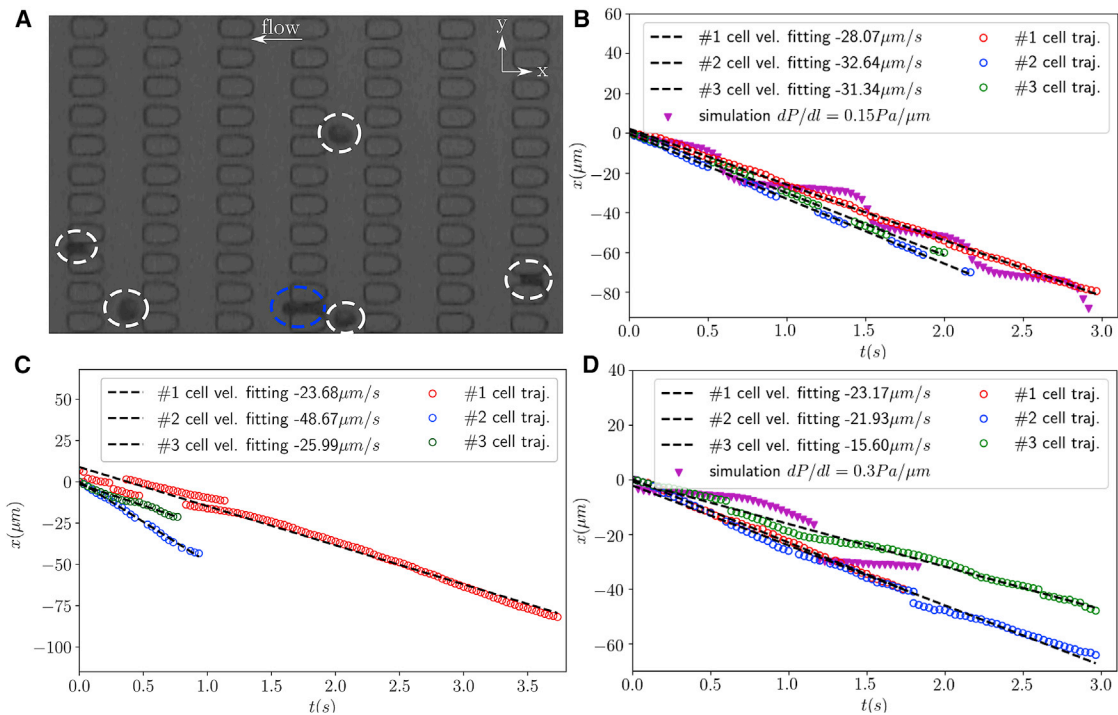 A
flow
y
x
B
#1 cell vel. fitting -28.07μm/s
#2 cell vel. fitting -32.64μm/s
#3 cell vel. fitting -31.34μm/s
simulation dP/dl = 0.15Pa/μm
#1 cell traj.
#2 cell traj.
#3 cell traj.
60
40
20
0
−20
−40
−60
−80
x(μm)
0.0 0.5 1.0 1.5 2.0 2.5 3.0
t(s)
C
#1 cell vel. fitting -23.68μm/s
#2 cell vel. fitting -48.67μm/s
#3 cell vel. fitting -25.99μm/s
#1 cell traj.
#2 cell traj.
#3 cell traj.
50
25
0
−25
−50
−75
−100
x(μm)
0.0 0.5 1.0 1.5 2.0 2.5 3.0 3.5
t(s)
D
#1 cell vel. fitting -23.17μm/s
#2 cell vel. fitting -21.93μm/s
#3 cell vel. fitting -15.60μm/s
simulation dP/dl = 0.3Pa/μm
#1 cell traj.
#2 cell traj.
#3 cell traj.
40
20
0
−20
−40
−60
x(μm
0.0 0.5 1.0 1.5 2.0 2.5 3.0
t(s)